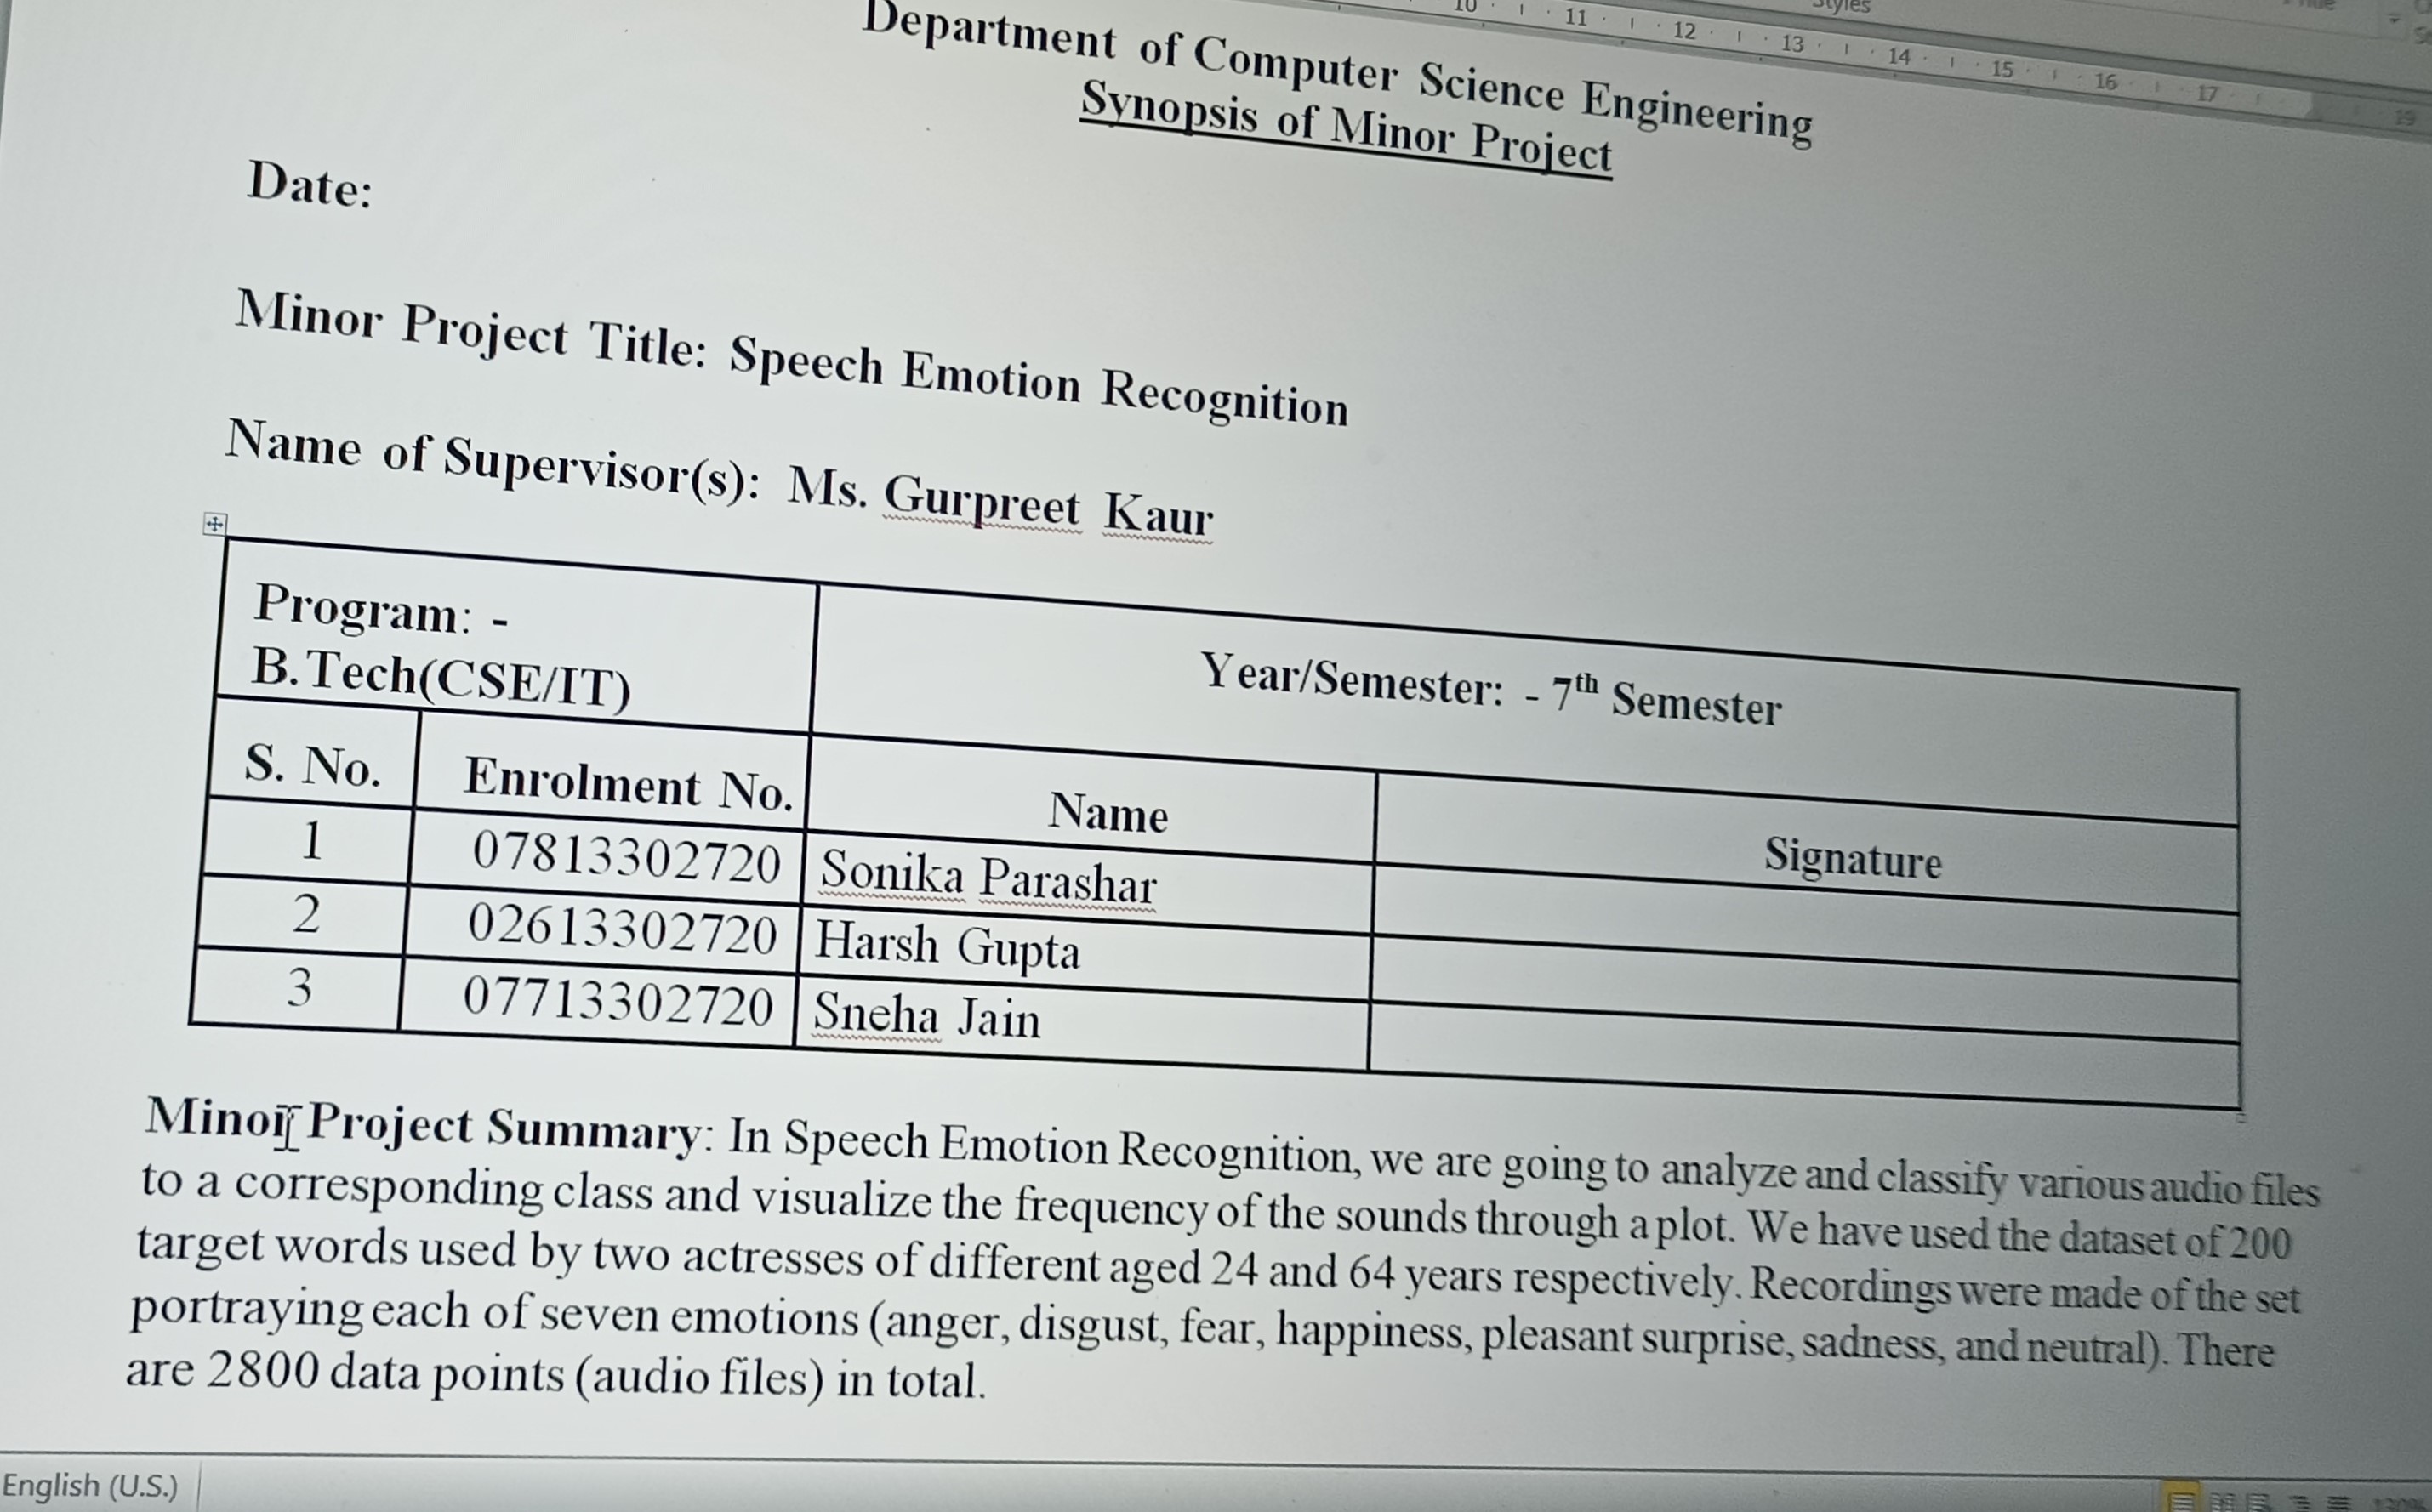 Styles
10 11 12 13 14 15 16 17 19
Department of Computer Science Engineering
Synopsis of Minor Project
Date:
Minor Project Title: Speech Emotion Recognition
Name of Supervisor(s): Ms. Gurpreet Kaur
Program: -
B.Tech(CSE/IT)
Year/Semester: - 7th Semester
S. No. Enrolment No. Name Signature
1 07813302720 Sonika Parashar
2 02613302720 Harsh Gupta
3 07713302720 Sneha Jain
Minor Project Summary: In Speech Emotion Recognition, we are going to analyze and classify various audio files
to a corresponding class and visualize the frequency of the sounds through a plot. We have used the dataset of 200
target words used by two actresses of different aged 24 and 64 years respectively. Recordings were made of the set
portraying each of seven emotions (anger, disgust, fear, happiness, pleasant surprise, sadness, and neutral). There
are 2800 data points (audio files) in total.
English (U.S.)